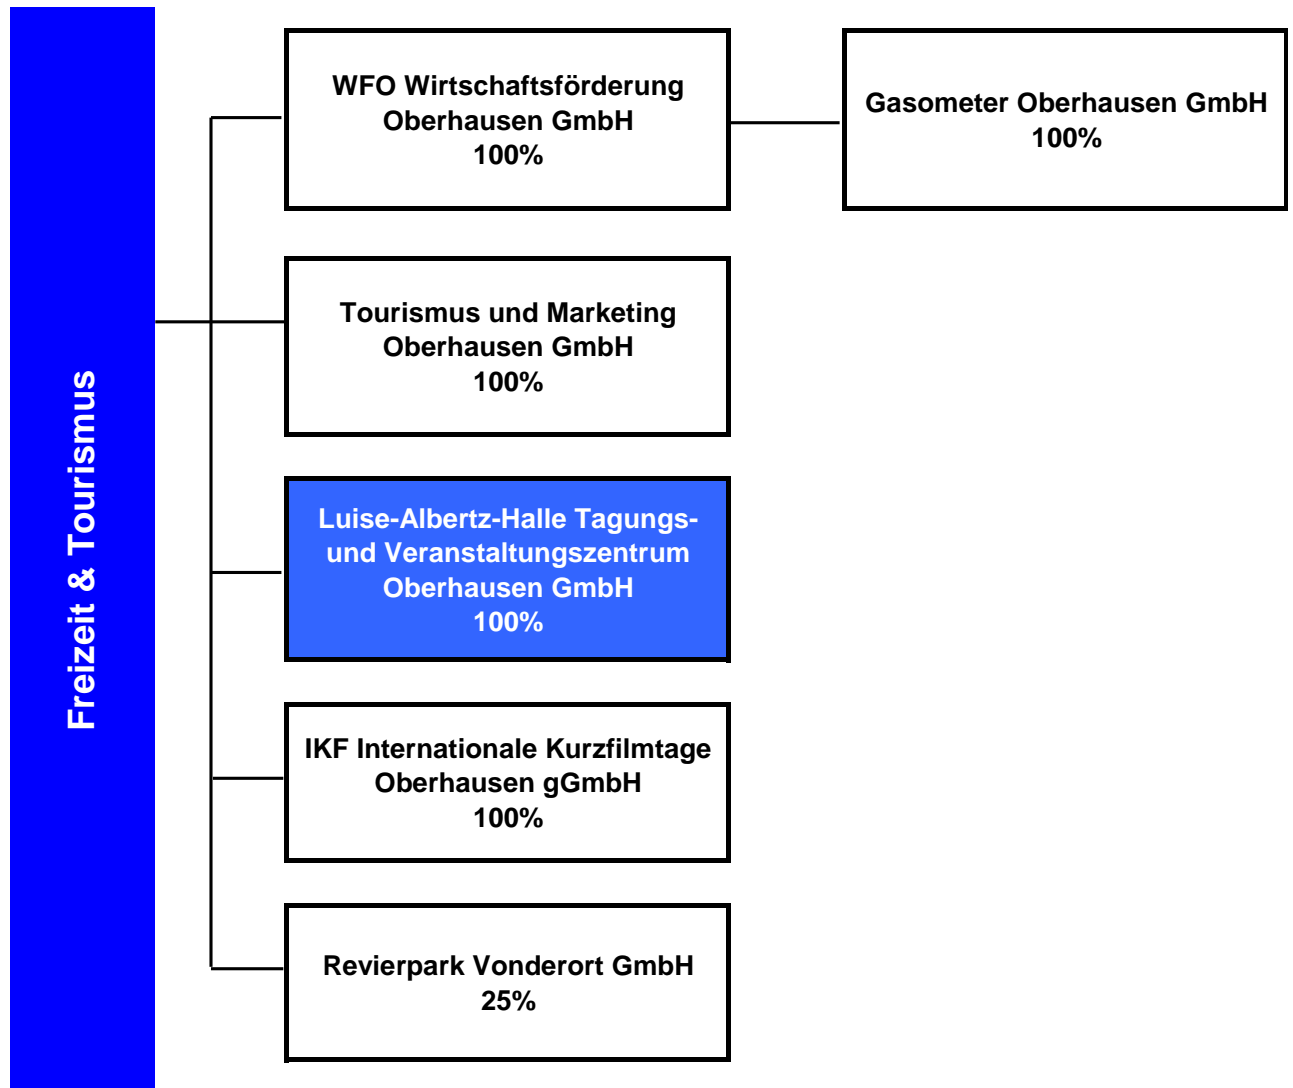 Freizeit & Tourismus
WFO Wirtschaftsförderung
Oberhausen GmbH
100%
Gasometer Oberhausen GmbH
100%
Tourismus und Marketing
Oberhausen GmbH
100%
Luise-Albertz-Halle Tagungs-
und Veranstaltungszentrum
Oberhausen GmbH
100%
IKF Internationale Kurzfilmtage
Oberhausen gGmbH
100%
Revierpark Vonderort GmbH
25%